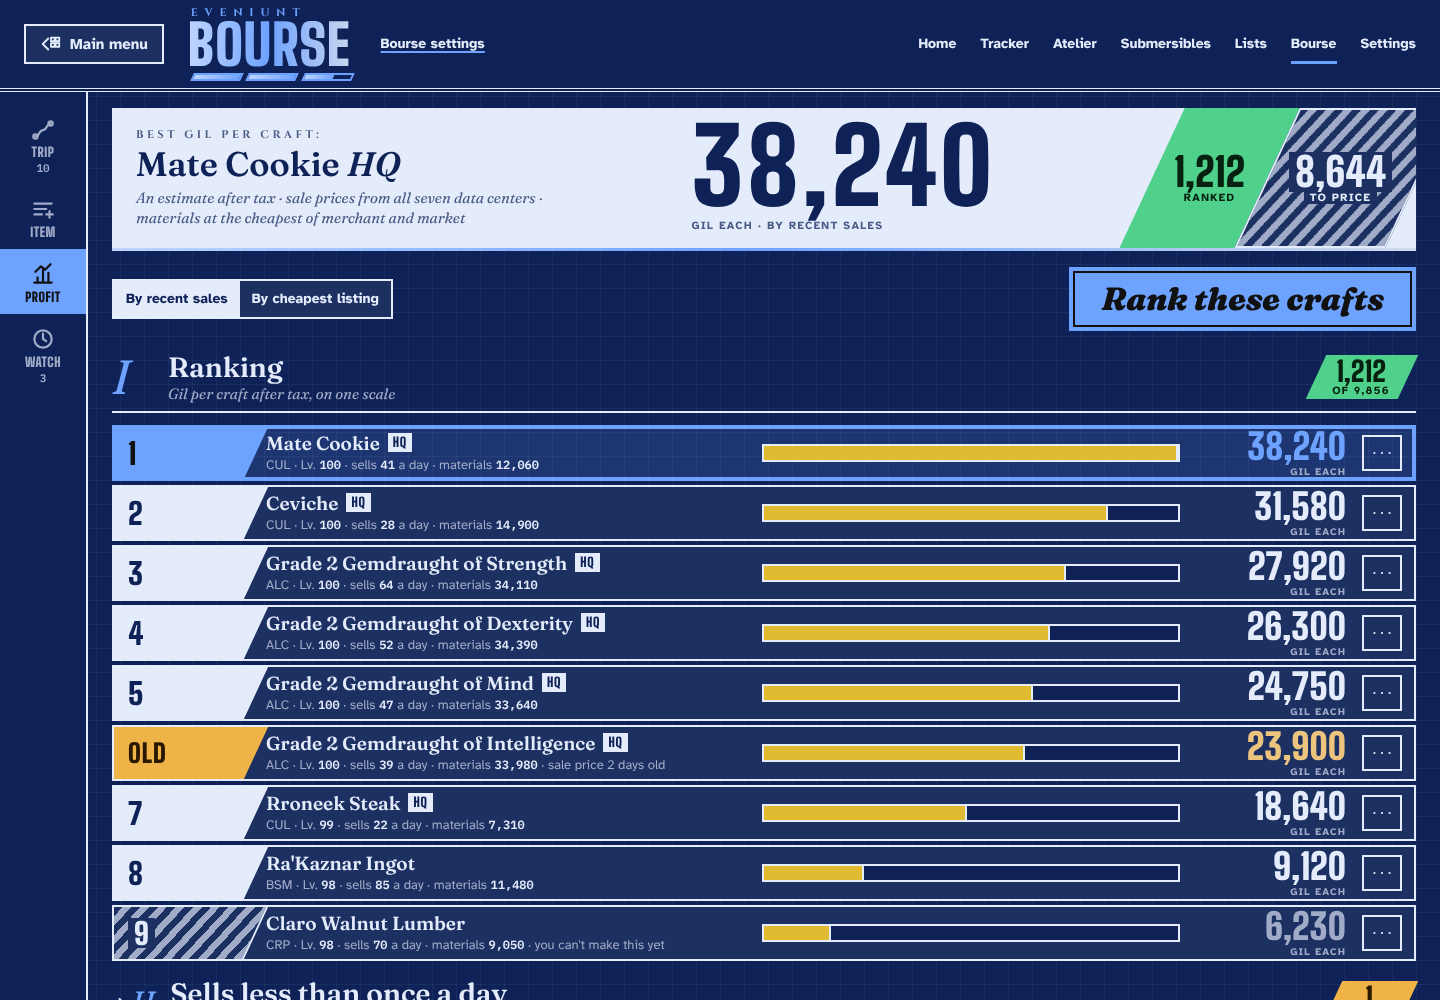 Main menu
EVENIUNT
BOURSE
Bourse settings
Home
Tracker
Atelier
Submersibles
Lists
Bourse
Settings
TRIP
10
ITEM
PROFIT
WATCH
3
BEST GIL PER CRAFT:
Mate Cookie HQ
An estimate after tax · sale prices from all seven data centers ·
materials at the cheapest of merchant and market
38,240
GIL EACH · BY RECENT SALES
1,212
RANKED
8,644
TO PRICE
By recent sales
By cheapest listing
Rank these crafts
I
Ranking
Gil per craft after tax, on one scale
1,212
OF 9,856
1
Mate Cookie HQ
CUL · Lv. 100 · sells 41 a day · materials 12,060
38,240
GIL EACH
...
2
Ceviche HQ
CUL · Lv. 100 · sells 28 a day · materials 14,900
31,580
GIL EACH
...
3
Grade 2 Gemdraught of Strength HQ
ALC · Lv. 100 · sells 64 a day · materials 34,110
27,920
GIL EACH
...
4
Grade 2 Gemdraught of Dexterity HQ
ALC · Lv. 100 · sells 52 a day · materials 34,390
26,300
GIL EACH
...
5
Grade 2 Gemdraught of Mind HQ
ALC · Lv. 100 · sells 47 a day · materials 33,640
24,750
GIL EACH
...
OLD
Grade 2 Gemdraught of Intelligence HQ
ALC · Lv. 100 · sells 39 a day · materials 33,980 · sale price 2 days old
23,900
GIL EACH
...
7
Rroneek Steak HQ
CUL · Lv. 99 · sells 22 a day · materials 7,310
18,640
GIL EACH
...
8
Ra'Kaznar Ingot
BSM · Lv. 98 · sells 85 a day · materials 11,480
9,120
GIL EACH
...
9
Claro Walnut Lumber
CRP · Lv. 98 · sells 70 a day · materials 9,050 · you can't make this yet
6,230
GIL EACH
...
II
Sells less than once a day
1